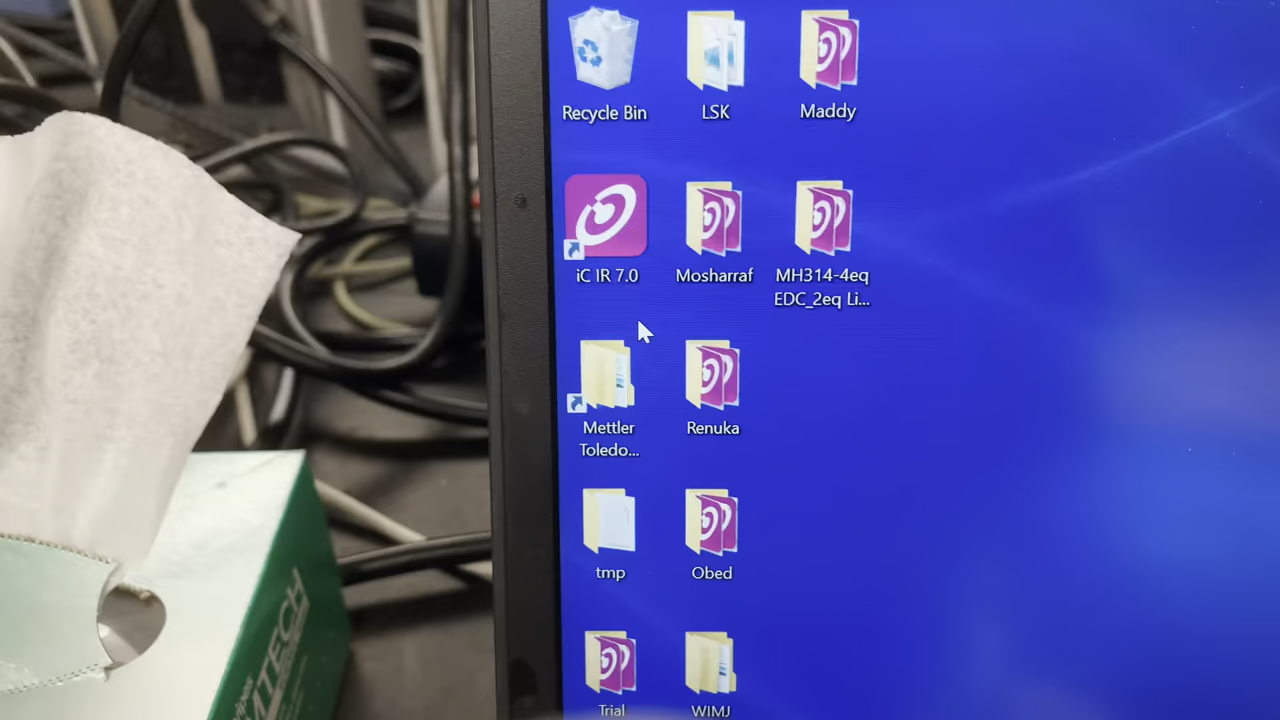 Recycle Bin
LSK
Maddy
iC IR 7.0
Mosharraf
MH314-4eq
EDC_2eq Li...
Mettler
Toledo...
Renuka
tmp
Obed
Trial
WIMJ